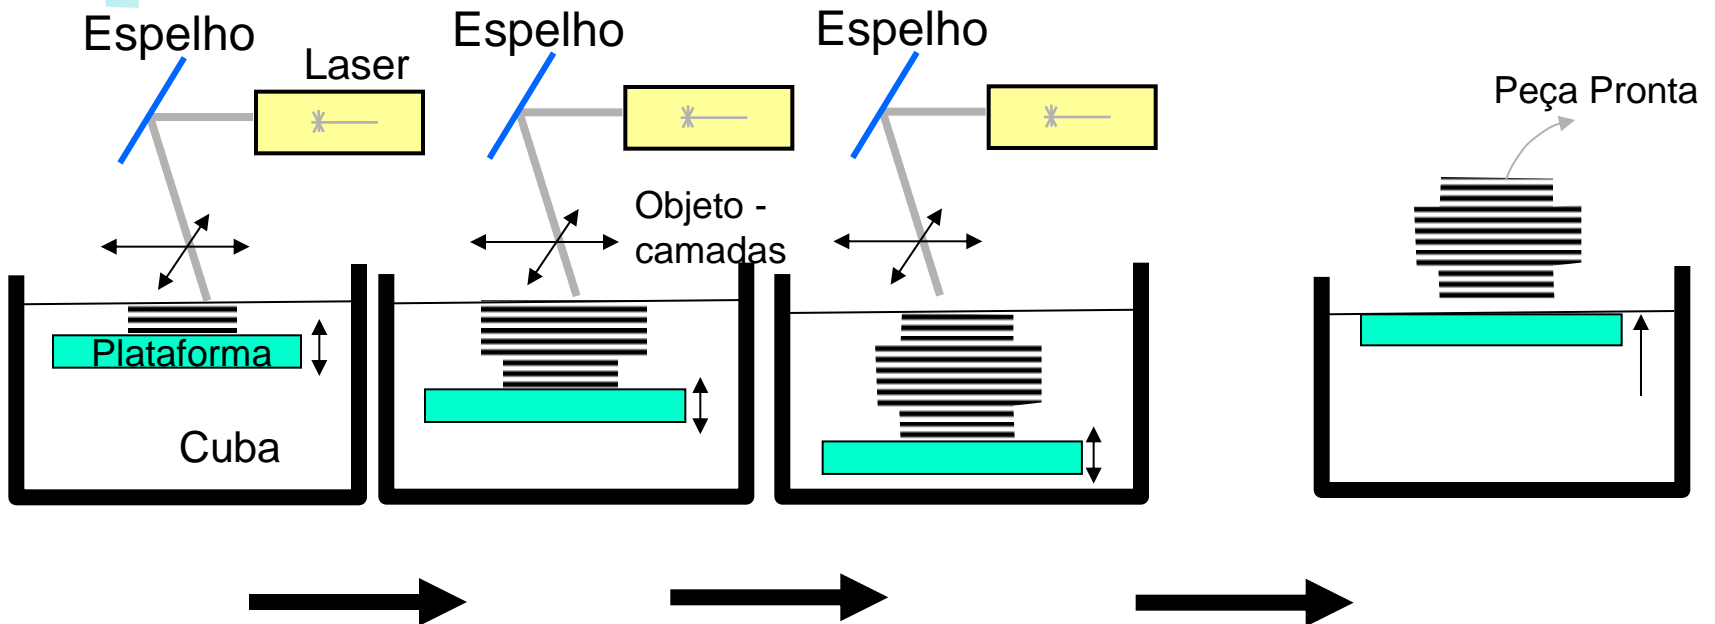 Espelho
Laser
Espelho
Espelho
Peça Pronta
Objeto -
camadas
Plataforma
Cuba